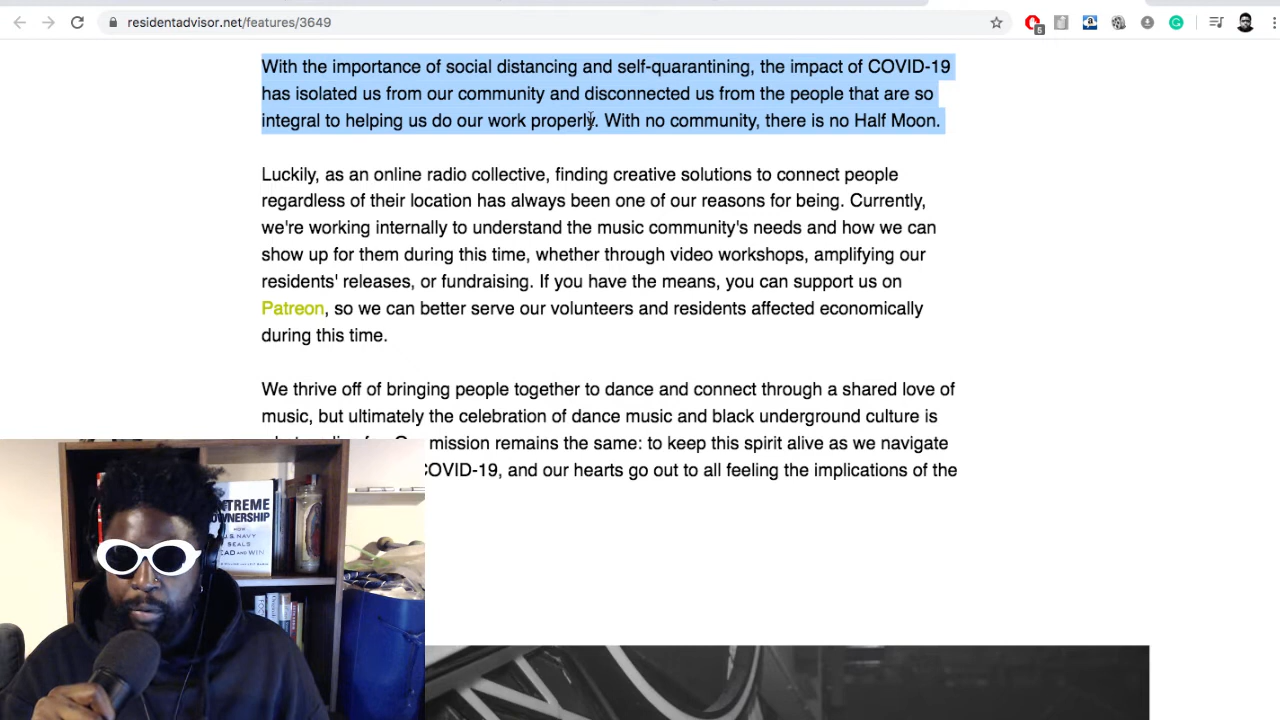 residentadvisor.net/features/3649
5
With the importance of social distancing and self-quarantining, the impact of COVID-19
has isolated us from our community and disconnected us from the people that are so
integral to helping us do our work properly. With no community, there is no Half Moon.
Luckily, as an online radio collective, finding creative solutions to connect people
regardless of their location has always been one of our reasons for being. Currently,
we're working internally to understand the music community's needs and how we can
show up for them during this time, whether through video workshops, amplifying our
residents' releases, or fundraising. If you have the means, you can support us on
Patreon, so we can better serve our volunteers and residents affected economically
during this time.
We thrive off of bringing people together to dance and connect through a shared love of
music, but ultimately the celebration of dance music and black underground culture is
mission remains the same: to keep this spirit alive as we navigate
COVID-19, and our hearts go out to all feeling the implications of the
XTREME
OWNERSHIP
HOW
U.S. NAVY
SEALS
LEAD AND WIN